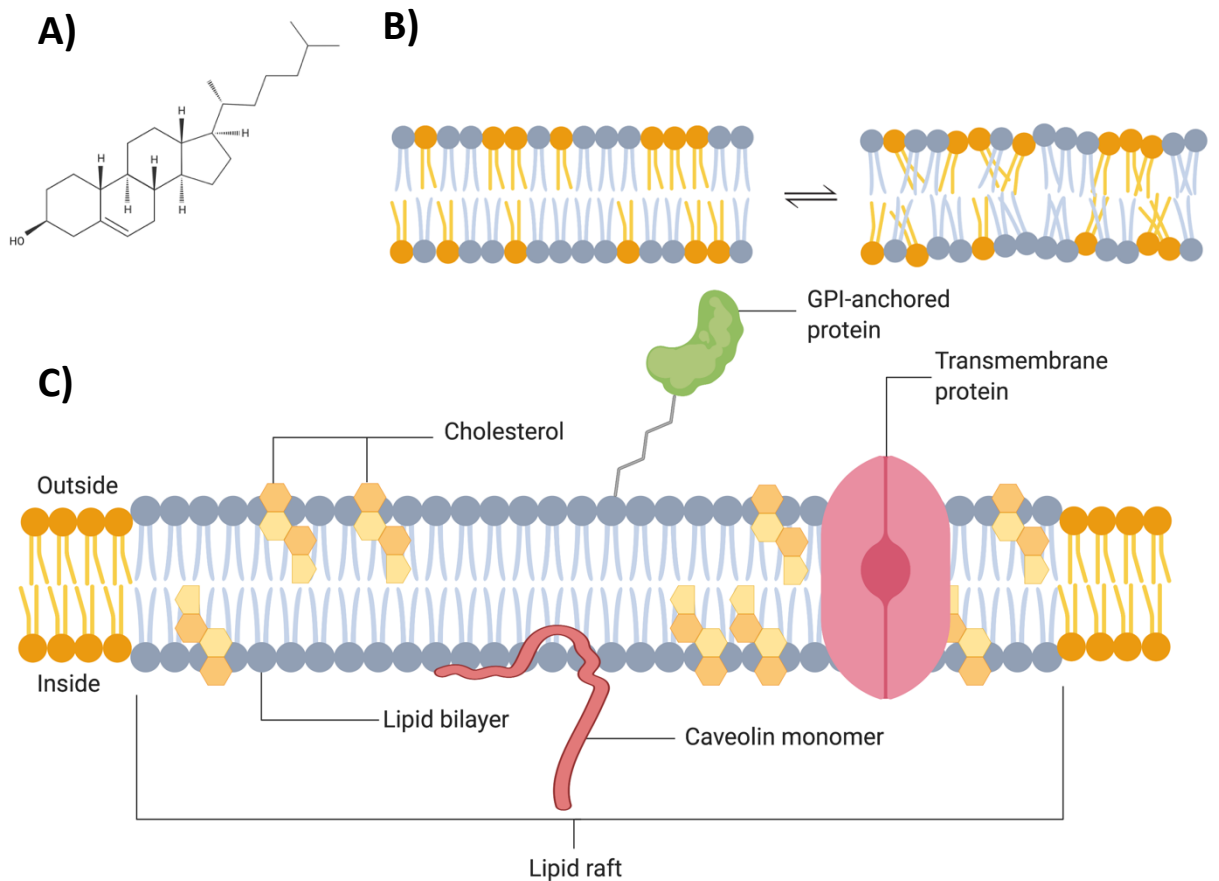 A)
B)
H
H
H
H
H
HO
GPI-anchored
protein
Transmembrane
protein
C)
Cholesterol
Outside
Inside
Lipid bilayer
Caveolin monomer
Lipid raft